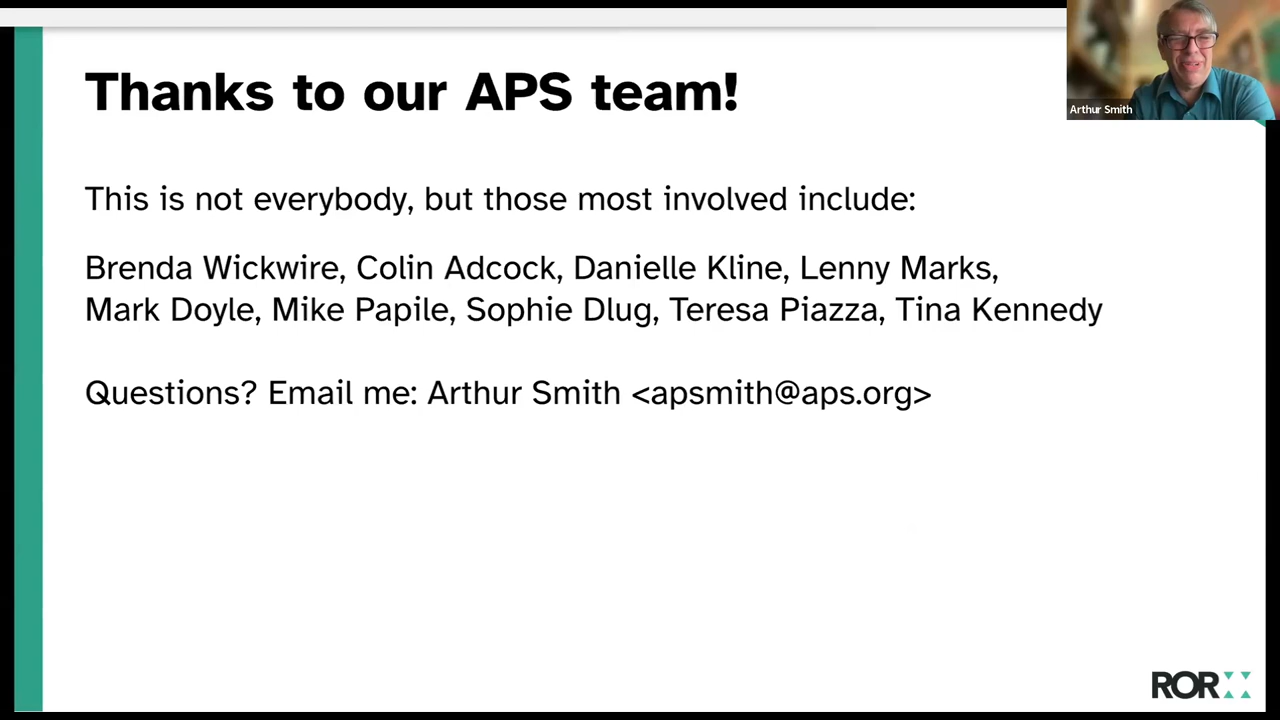 Thanks to our APS team!
Arthur Smith
This is not everybody, but those most involved include:
Brenda Wickwire, Colin Adcock, Danielle Kline, Lenny Marks,
Mark Doyle, Mike Papile, Sophie Dlug, Teresa Piazza, Tina Kennedy
Questions? Email me: Arthur Smith <apsmith@aps.org>
ROR